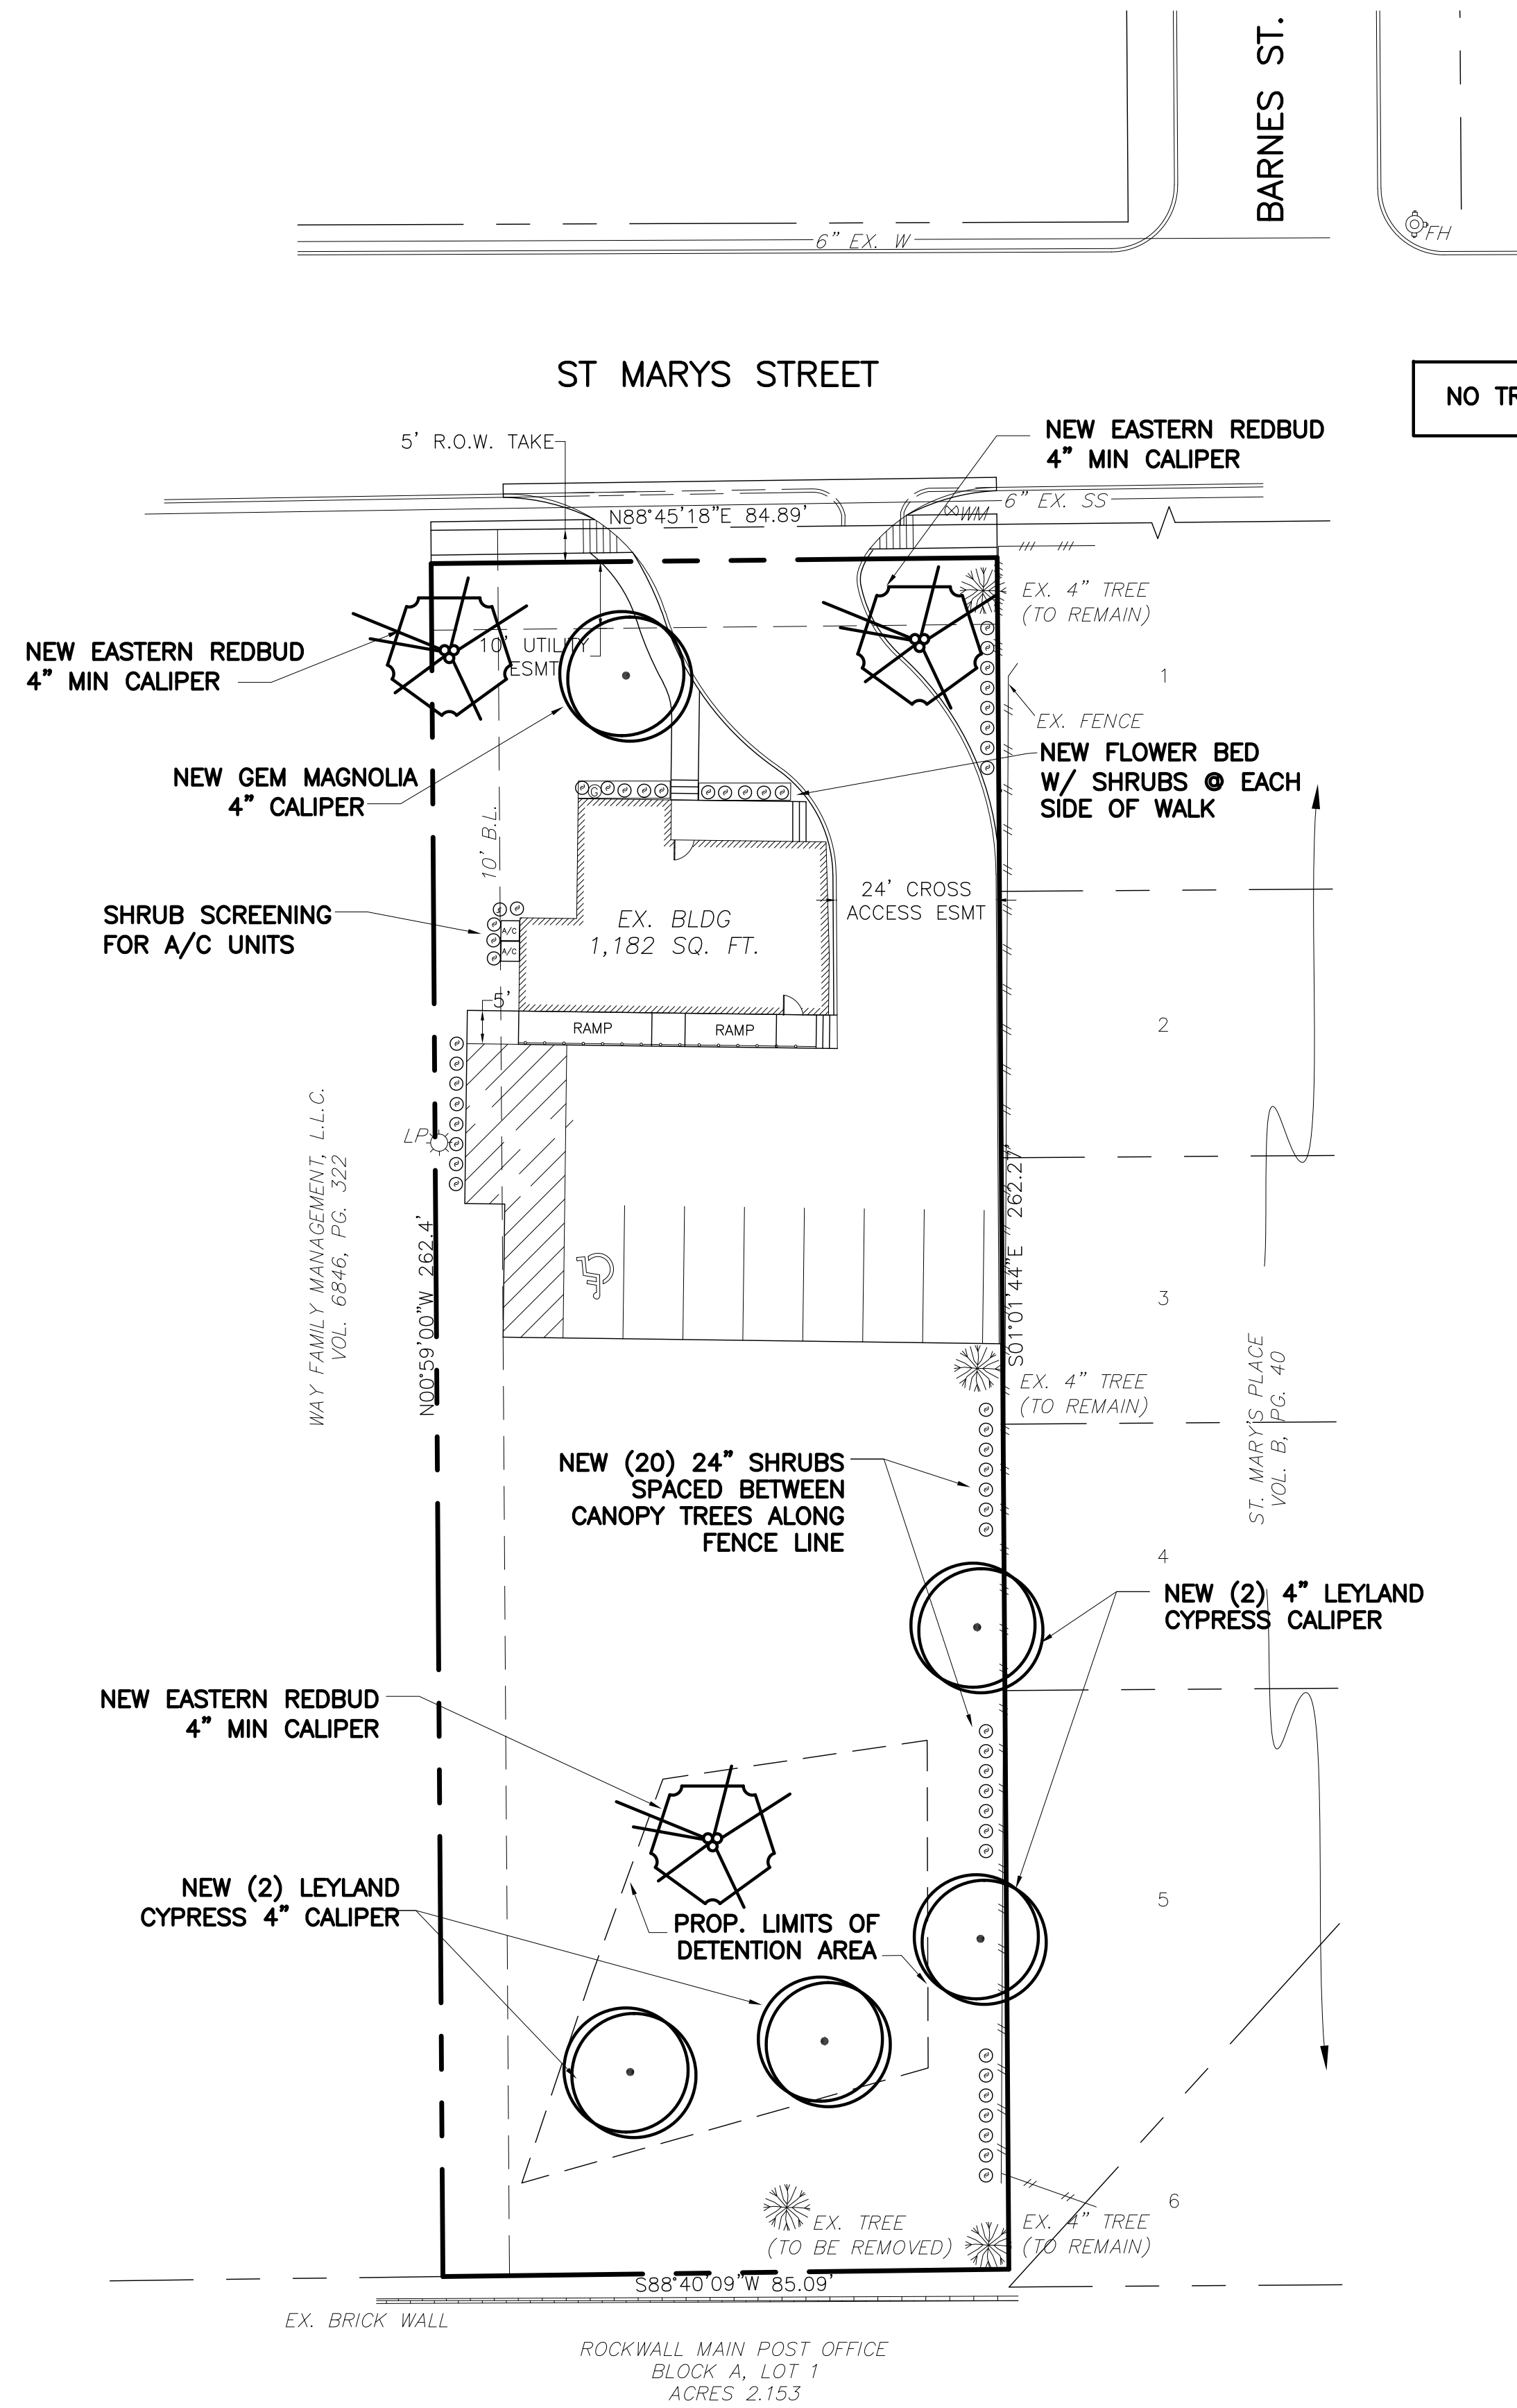 BARNES ST.
6" EX. W
FH
ST MARYS STREET
NO TR
5' R.O.W. TAKE
NEW EASTERN REDBUD
4" MIN CALIPER
6" EX. SS
WM
N88°45'18"E 84.89'
EX. 4" TREE
(TO REMAIN)
NEW EASTERN REDBUD
4" MIN CALIPER
10' UTILITY
ESMT
1
EX. FENCE
NEW GEM MAGNOLIA
4" CALIPER
NEW FLOWER BED
W/ SHRUBS @ EACH
SIDE OF WALK
G
10' B.L.
SHRUB SCREENING
FOR A/C UNITS
E
A/C
A/C
EX. BLDG
1,182 SQ. FT.
24' CROSS
ACCESS ESMT
5'
RAMP
RAMP
2
LP
WAY FAMILY MANAGEMENT, L.L.C.
VOL. 6846, PG. 322
N00°59'00"W 262.4'
S01°01'44"E 262.27'
3
ST. MARY'S PLACE
VOL. B, PG. 40
EX. 4" TREE
(TO REMAIN)
NEW (20) 24" SHRUBS
SPACED BETWEEN
CANOPY TREES ALONG
FENCE LINE
4
NEW (2) 4" LEYLAND
CYPRESS CALIPER
NEW EASTERN REDBUD
4" MIN CALIPER
NEW (2) LEYLAND
CYPRESS 4" CALIPER
PROP. LIMITS OF
DETENTION AREA
5
6
EX. TREE
(TO BE REMOVED)
EX. 4" TREE
(TO REMAIN)
S88°40'09"W 85.09'
EX. BRICK WALL
ROCKWALL MAIN POST OFFICE
BLOCK A, LOT 1
ACRES 2.153